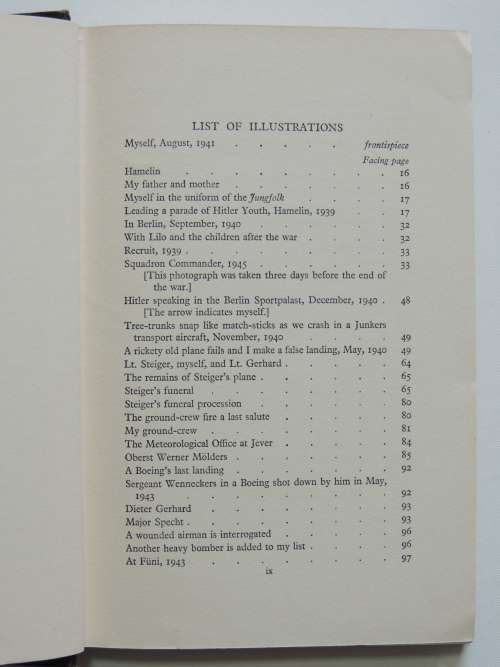 LIST OF ILLUSTRATIONS
Myself, August, 1941 . . . . . frontispiece
Facing page
Hamelin . . . . . . . . 16
My father and mother . . . . . . 16
Myself in the uniform of the Jungfolk . . . . 17
Leading a parade of Hitler Youth, Hamelin, 1939 . . 17
In Berlin, September, 1940 . . . . . . 32
With Lilo and the children after the war . . . . 32
Recruit, 1939 . . . . . . . . 33
Squadron Commander, 1945 . . . . . . 33
[This photograph was taken three days before the end of
the war.]
Hitler speaking in the Berlin Sportpalast, December, 1940 . 48
[The arrow indicates myself.]
Tree-trunks snap like match-sticks as we crash in a Junkers
transport aircraft, November, 1940 . . . . 49
A rickety old plane fails and I make a false landing, May, 1940 49
Lt. Steiger, myself, and Lt. Gerhard . . . . . 64
The remains of Steiger's plane . . . . . . 65
Steiger's funeral . . . . . . . 65
Steiger's funeral procession . . . . . . 80
The ground-crew fire a last salute . . . . . 80
My ground-crew . . . . . . . 81
The Meteorological Office at Jever . . . . . 84
Oberst Werner Mölders . . . . . . . 85
A Boeing's last landing . . . . . . 92
Sergeant Wenneckers in a Boeing shot down by him in May,
1943 . . . . . . . . 92
Dieter Gerhard . . . . . . . 93
Major Specht . . . . . . . . 93
A wounded airman is interrogated . . . . . 96
Another heavy bomber is added to my list . . . . 96
At Füni, 1943 . . . . . . . 97
ix